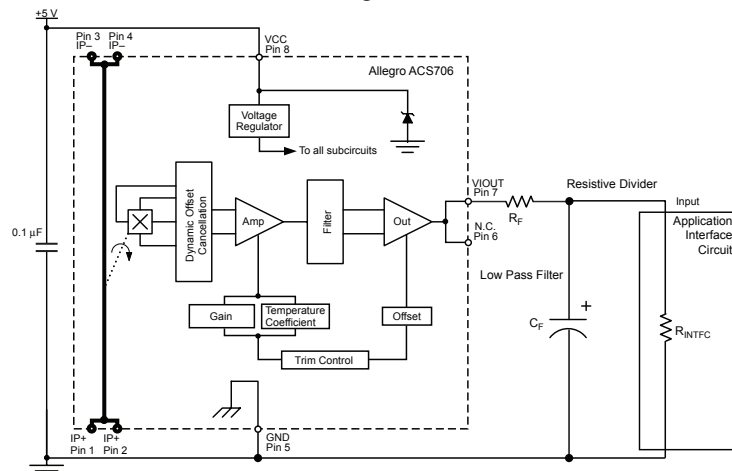 +5 V
Pin 3 Pin 4
IP– IP–
VCC
Pin 8
Allegro ACS706
Voltage
Regulator
To all subcircuits
0.1 µF
Dynamic Offset
Cancellation
Amp
Filter
Out
VIOUT
Pin 7
N.C.
Pin 6
RF
Resistive Divider
Input
Application
Interface
Circuit
Low Pass Filter
CF
+
RINTFC
Gain
Temperature
Coefficient
Offset
Trim Control
IP+ IP+
Pin 1 Pin 2
GND
Pin 5